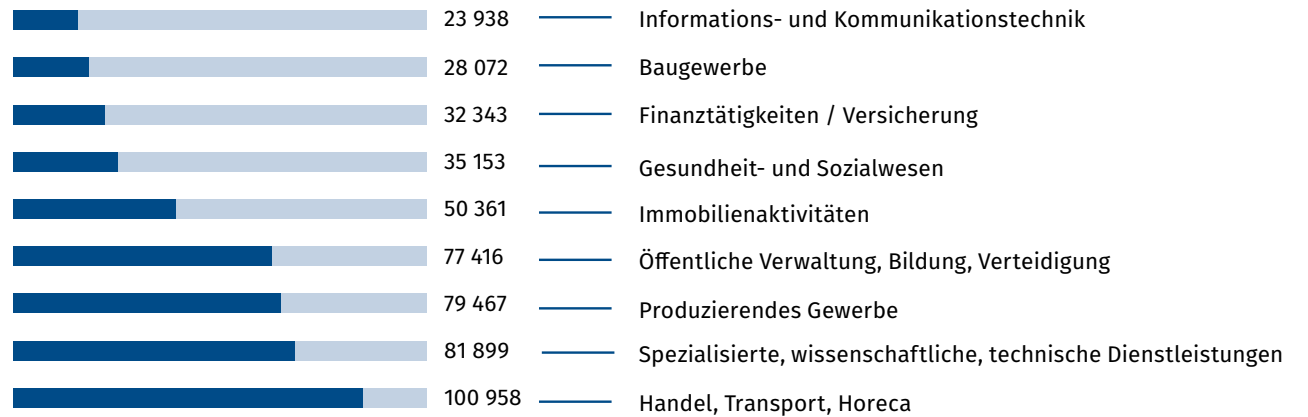 23 938 Informations- und Kommunikationstechnik
28 072 Baugewerbe
32 343 Finanztätigkeiten / Versicherung
35 153 Gesundheit- und Sozialwesen
50 361 Immobilienaktivitäten
77 416 Öffentliche Verwaltung, Bildung, Verteidigung
79 467 Produzierendes Gewerbe
81 899 Spezialisierte, wissenschaftliche, technische Dienstleistungen
100 958 Handel, Transport, Horeca